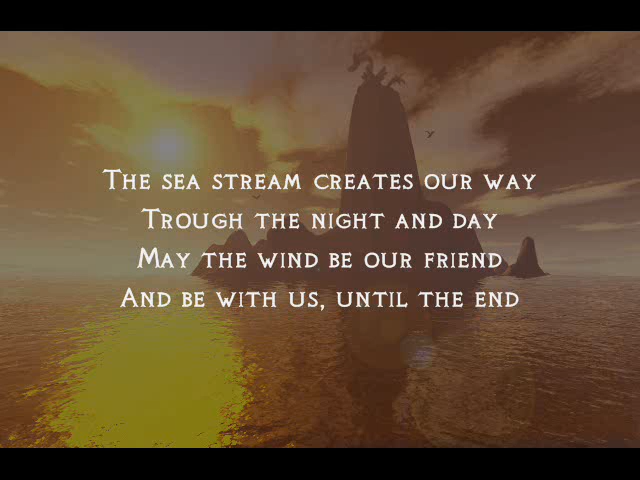 The sea stream creates our way
Trough the night and day
May the wind be our friend
And be with us, until the end